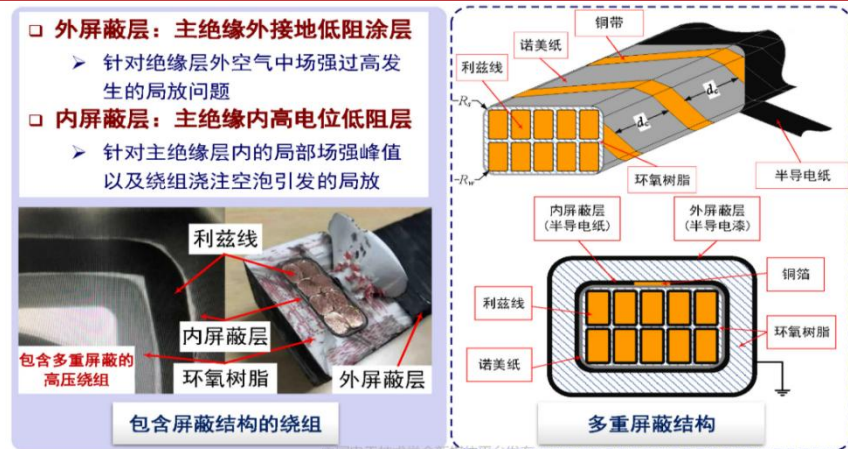 外屏蔽层：主绝缘外接地低阻涂层
针对绝缘层外空气中场强过高发
生的局放问题
内屏蔽层：主绝缘内高电位低阻层
针对主绝缘层内的局部场强峰值
以及绕组浇注空泡引发的局放
利兹线
内屏蔽层
包含多重屏蔽的
高压绕组
环氧树脂
外屏蔽层
包含屏蔽结构的绕组
铜带
诺美纸
利兹线
Rs
dc
dc
Rw
环氧树脂
半导电纸
内屏蔽层
（半导电纸）
外屏蔽层
（半导电漆）
铜箔
利兹线
环氧树脂
诺美纸
多重屏蔽结构